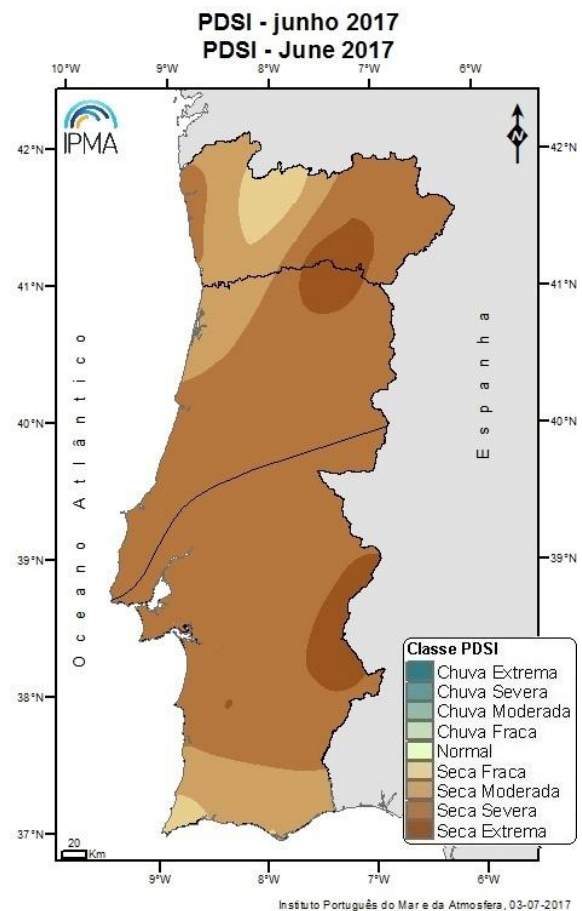 PDSI - junho 2017
PDSI - June 2017
10°W 9°W 8°W 7°W 6°W
IPMA
N
42°N 42°N
41°N 41°N
40°N 40°N
39°N 39°N
38°N 38°N
37°N 37°N
Oceano Atlântico
Espanha
Classe PDSI
Chuva Extrema
Chuva Severa
Chuva Moderada
Chuva Fraca
Normal
Seca Fraca
Seca Moderada
Seca Severa
Seca Extrema
20
Km
9°W 8°W 7°W 6°W
Instituto Português do Mar e da Atmosfera, 03-07-2017